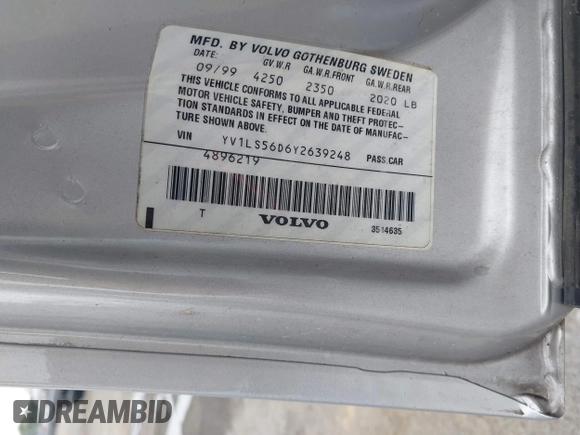 MFD. BY VOLVO GOTHENBURG SWEDEN
DATE: GV.W.R GA.W.R.FRONT GA.W.R.REAR
09/99 4250 2350 2020 LB
THIS VEHICLE CONFORMS TO ALL APPLICABLE FEDERAL
MOTOR VEHICLE SAFETY, BUMPER AND THEFT PROTEC-
TION STANDARDS IN EFFECT ON THE DATE OF MANUFAC-
TURE SHOWN ABOVE.
VIN YV1LS56D6Y2639248 PASS.CAR
4896219
T VOLVO 3514635
DREAMBID